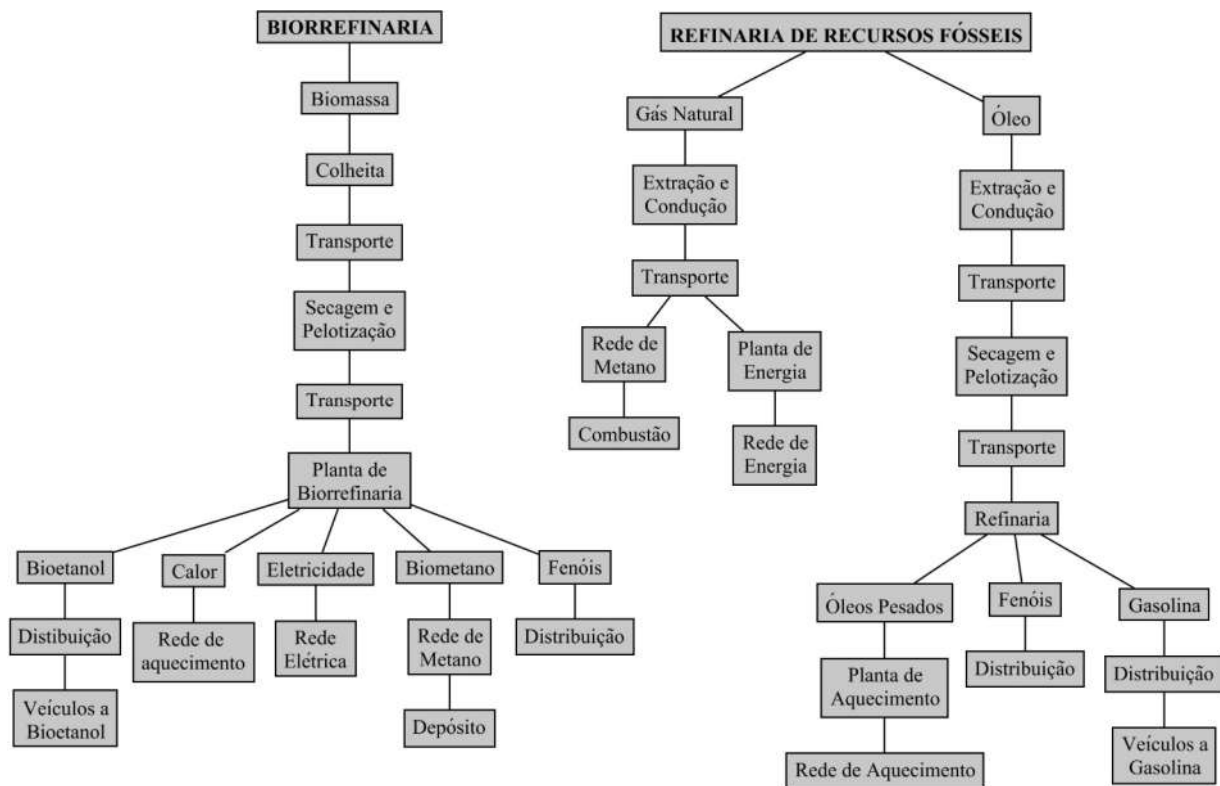 BIORREFINARIA
Biomassa
Colheita
Transporte
Secagem e
Pelotização
Transporte
Planta de
Biorrefinaria
Bioetanol
Calor
Eletricidade
Biometano
Fenóis
Distibuição
Rede de
aquecimento
Rede
Elétrica
Rede de
Metano
Distribuição
Veículos a
Bioetanol
Depósito
REFINARIA DE RECURSOS FÓSSEIS
Gás Natural
Extração e
Condução
Transporte
Rede de
Metano
Planta de
Energia
Combustão
Rede de
Energia
Óleo
Extração e
Condução
Transporte
Secagem e
Pelotização
Transporte
Refinaria
Óleos Pesados
Fenóis
Gasolina
Planta de
Aquecimento
Distribuição
Distribuição
Rede de Aquecimento
Veículos a
Gasolina